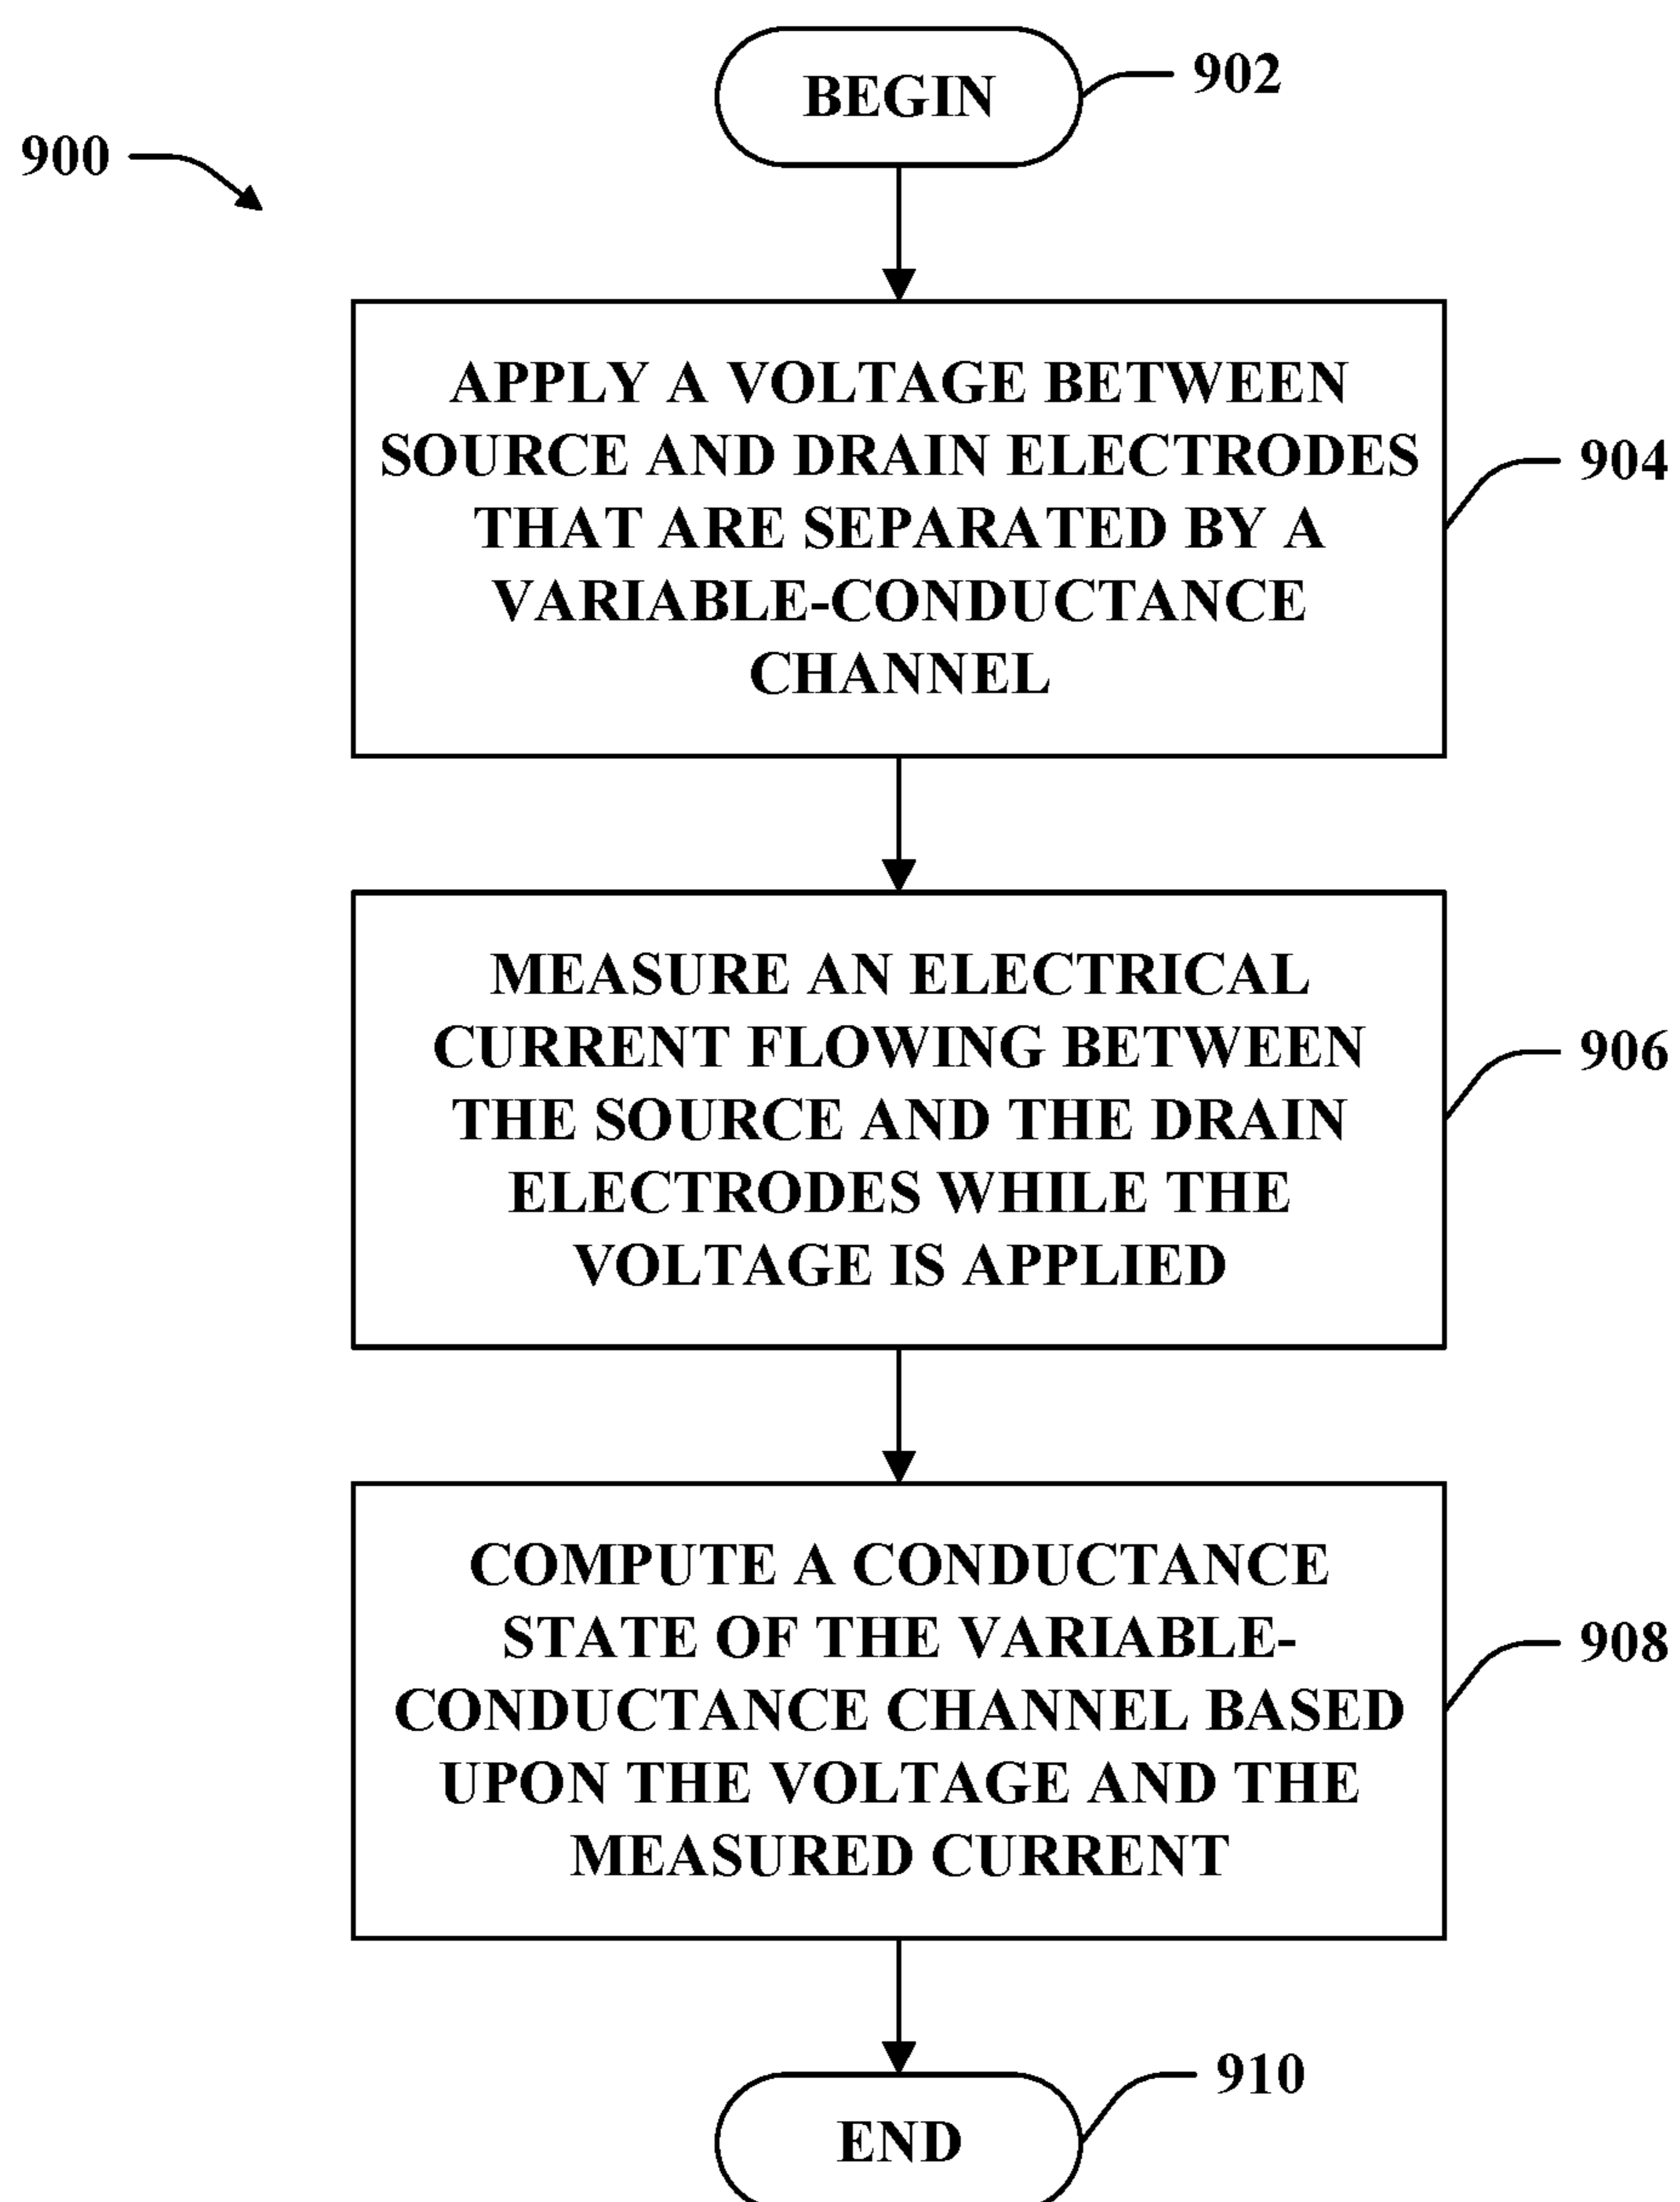 BEGIN
902
900
APPLY A VOLTAGE BETWEEN
SOURCE AND DRAIN ELECTRODES
THAT ARE SEPARATED BY A
VARIABLE-CONDUCTANCE
CHANNEL
904
MEASURE AN ELECTRICAL
CURRENT FLOWING BETWEEN
THE SOURCE AND THE DRAIN
ELECTRODES WHILE THE
VOLTAGE IS APPLIED
906
COMPUTE A CONDUCTANCE
STATE OF THE VARIABLE-
CONDUCTANCE CHANNEL BASED
UPON THE VOLTAGE AND THE
MEASURED CURRENT
908
910
END